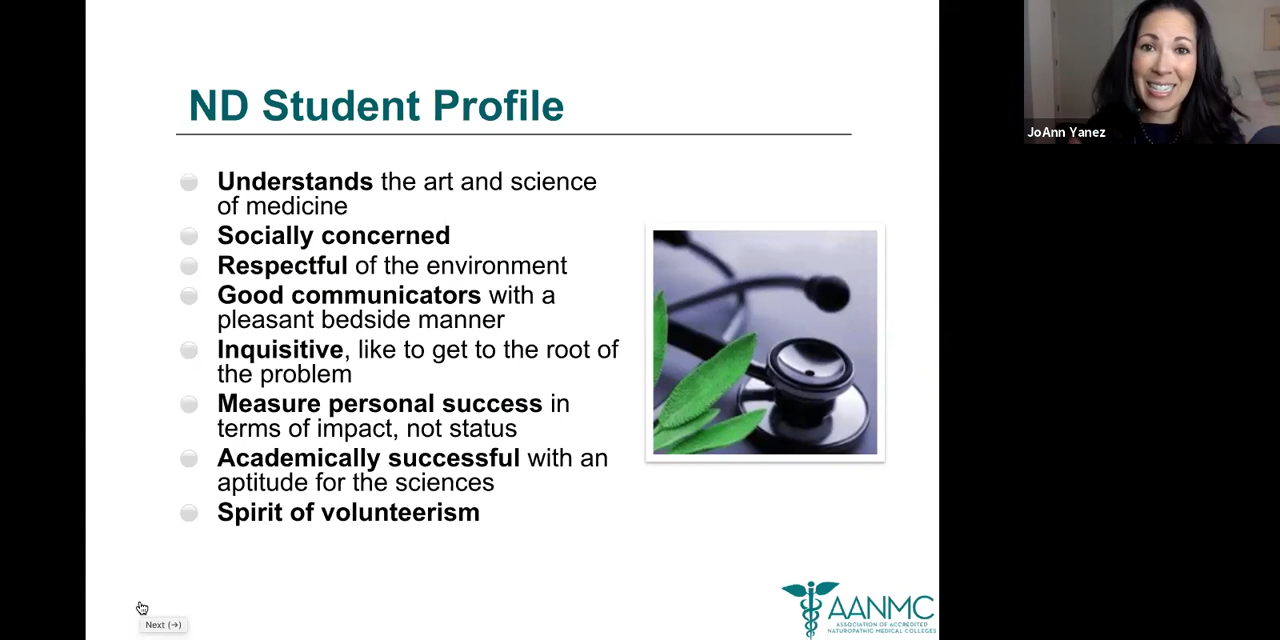 ND Student Profile
Understands the art and science
of medicine
Socially concerned
Respectful of the environment
Good communicators with a
pleasant bedside manner
Inquisitive, like to get to the root of
the problem
Measure personal success in
terms of impact, not status
Academically successful with an
aptitude for the sciences
Spirit of volunteerism
JoAnn Yanez
AANMC
ASSOCIATION OF ACCREDITED
NATUROPATHIC MEDICAL COLLEGES
Next (→)